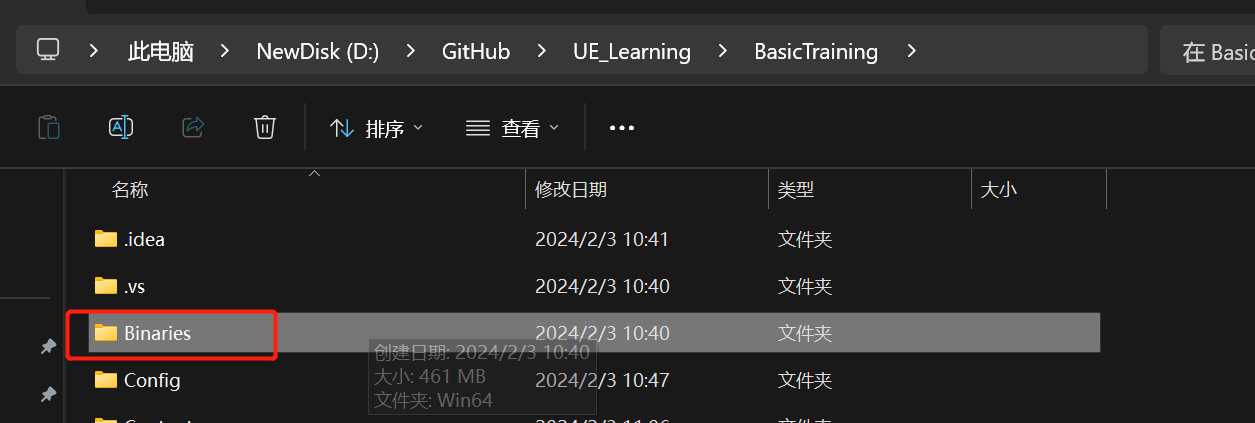 此电脑 > NewDisk (D:) > GitHub > UE_Learning > BasicTraining > 在 Basic
A 排序 查看 •••
名称 修改日期 类型 大小
.idea 2024/2/3 10:41 文件夹
.vs 2024/2/3 10:40 文件夹
Binaries 2024/2/3 10:40 文件夹
创建日期: 2024/2/3 10:40
大小: 461 MB
Config 2024/2/3 10:47 文件夹
文件夹: Win64